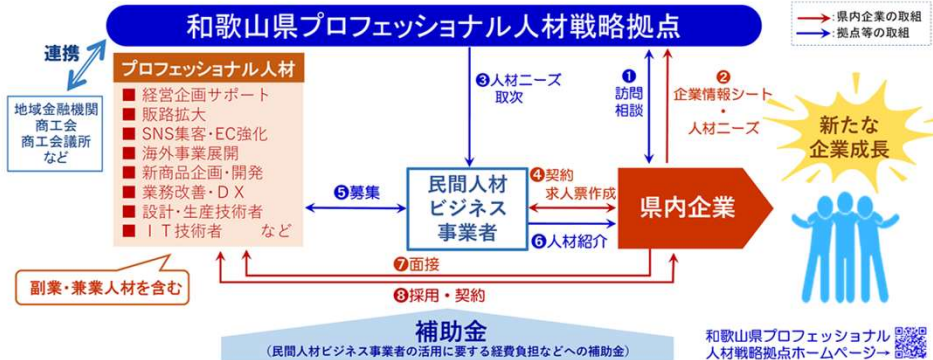 和歌山県プロフェッショナル人材戦略拠点
→:県内企業の取組
→:拠点等の取組
連携
地域金融機関
商工会
商工会議所
など
プロフェッショナル人材
■ 経営企画サポート
■ 販路拡大
■ SNS集客・EC強化
■ 海外事業展開
■ 新商品企画・開発
■ 業務改善・DX
■ 設計・生産技術者
■ IT技術者 など
副業・兼業人材を含む
❸人材ニーズ
取次
❶
訪問
相談
❷
企業情報シート
・
人材ニーズ
❺募集
民間人材
ビジネス
事業者
❹契約
求人票作成
❻人材紹介
県内企業
新たな
企業成長
❼面接
❽採用・契約
補助金
(民間人材ビジネス事業者の活用に要する経費負担などへの補助金)
和歌山県プロフェッショナル
人材戦略拠点ホームページ→